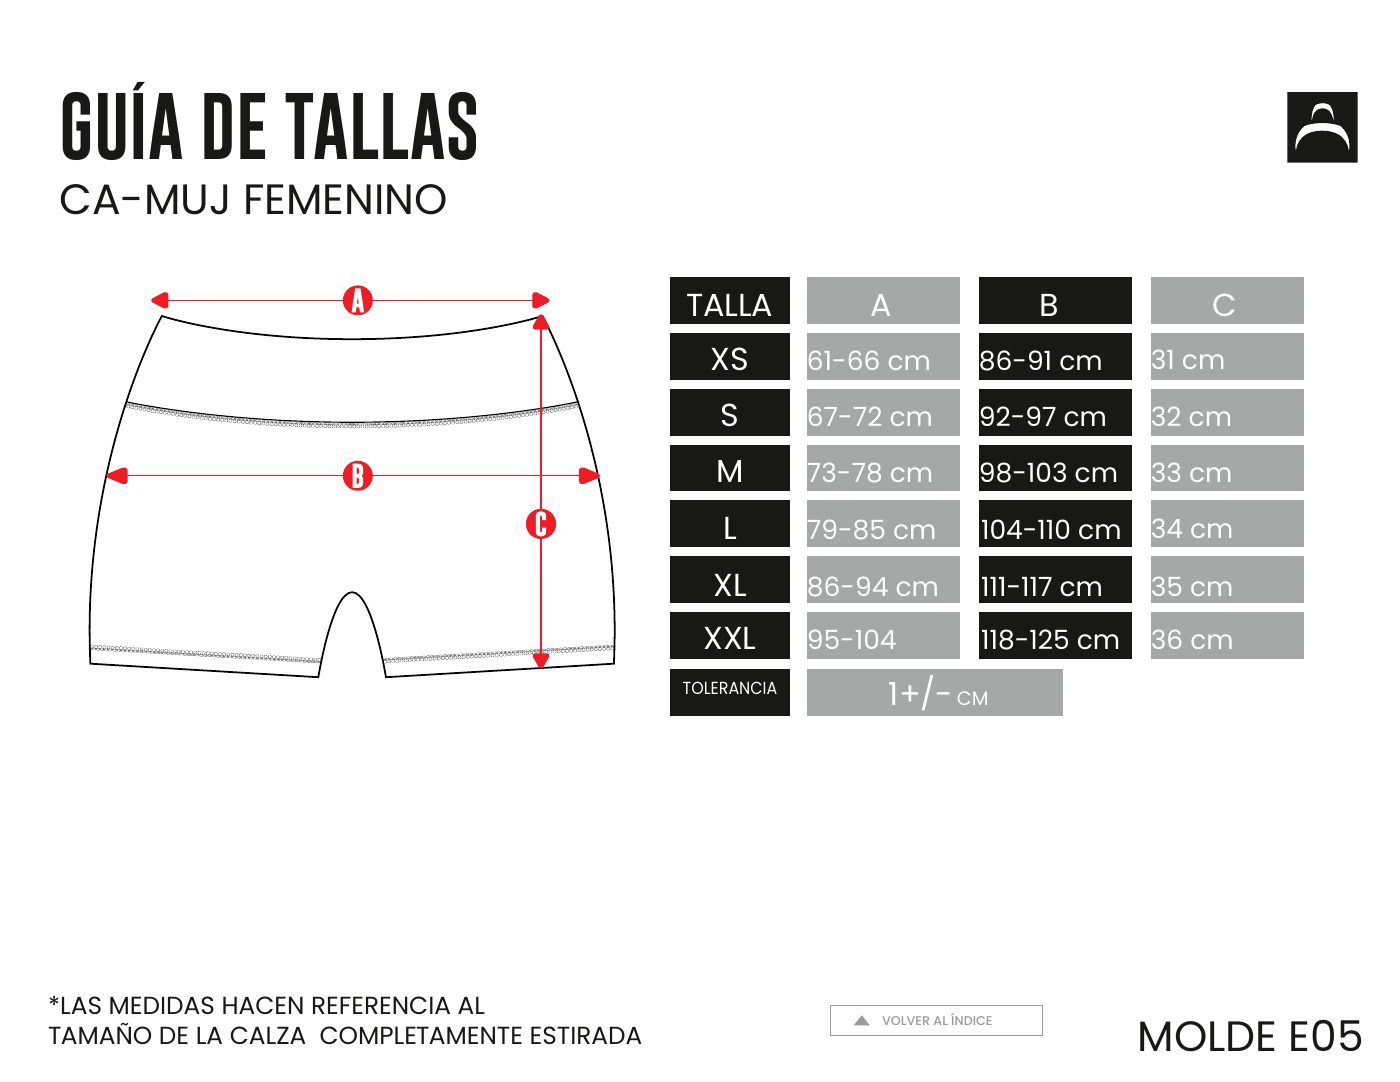 GUÍA DE TALLAS
CA-MUJ FEMENINO
A
B
C
TALLA A B C
XS 61-66 cm 86-91 cm 31 cm
S 67-72 cm 92-97 cm 32 cm
M 73-78 cm 98-103 cm 33 cm
L 79-85 cm 104-110 cm 34 cm
XL 86-94 cm 111-117 cm 35 cm
XXL 95-104 118-125 cm 36 cm
TOLERANCIA 1+/- CM
*LAS MEDIDAS HACEN REFERENCIA AL
TAMAÑO DE LA CALZA COMPLETAMENTE ESTIRADA
VOLVER AL ÍNDICE
MOLDE E05